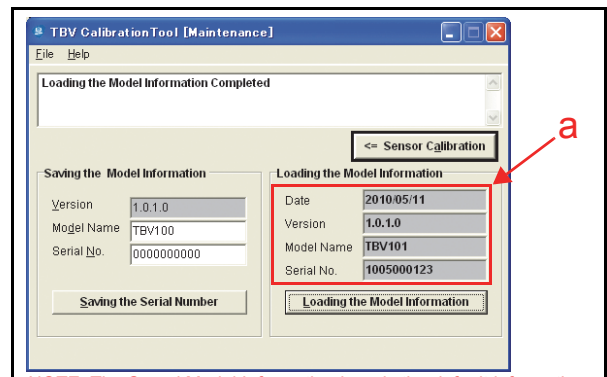 TBV CalibrationTool [Maintenance]
File Help
Loading the Model Information Completed
a
<= Sensor Calibration
Saving the Model Information
Version 1.0.1.0
Model Name TBV100
Serial No. 0000000000
Saving the Serial Number
Loading the Model Information
Date 2010/05/11
Version 1.0.1.0
Model Name TBV101
Serial No. 1005000123
Loading the Model Information